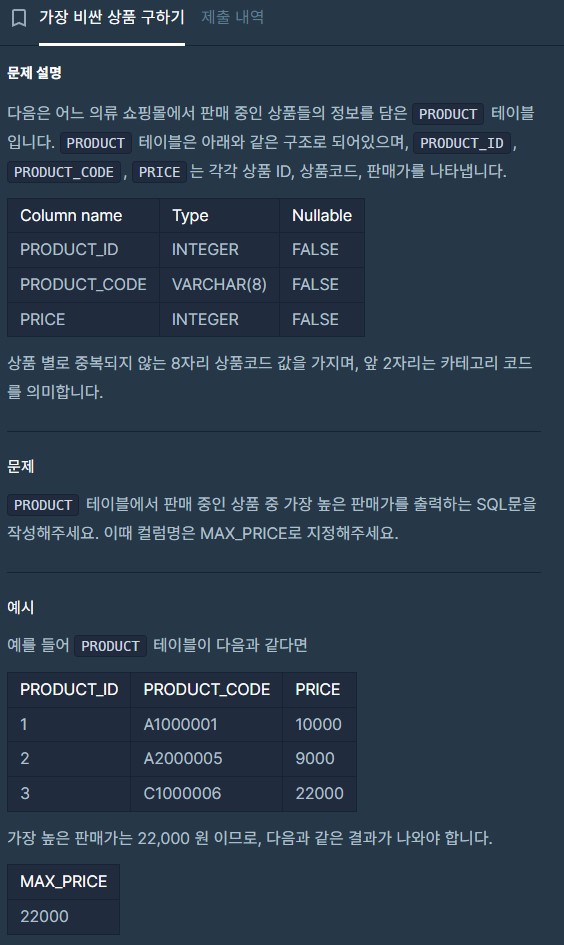 가장 비싼 상품 구하기 제출 내역
문제 설명
다음은 어느 의류 쇼핑몰에서 판매 중인 상품들의 정보를 담은 PRODUCT 테이블
입니다. PRODUCT 테이블은 아래와 같은 구조로 되어있으며, PRODUCT_ID ,
PRODUCT_CODE , PRICE 는 각각 상품 ID, 상품코드, 판매가를 나타냅니다.
Column name Type Nullable
PRODUCT_ID INTEGER FALSE
PRODUCT_CODE VARCHAR(8) FALSE
PRICE INTEGER FALSE
상품 별로 중복되지 않는 8자리 상품코드 값을 가지며, 앞 2자리는 카테고리 코드
를 의미합니다.
문제
PRODUCT 테이블에서 판매 중인 상품 중 가장 높은 판매가를 출력하는 SQL문을
작성해주세요. 이때 컬럼명은 MAX_PRICE로 지정해주세요.
예시
예를 들어 PRODUCT 테이블이 다음과 같다면
PRODUCT_ID PRODUCT_CODE PRICE
1 A1000001 10000
2 A2000005 9000
3 C1000006 22000
가장 높은 판매가는 22,000 원 이므로, 다음과 같은 결과가 나와야 합니다.
MAX_PRICE
22000